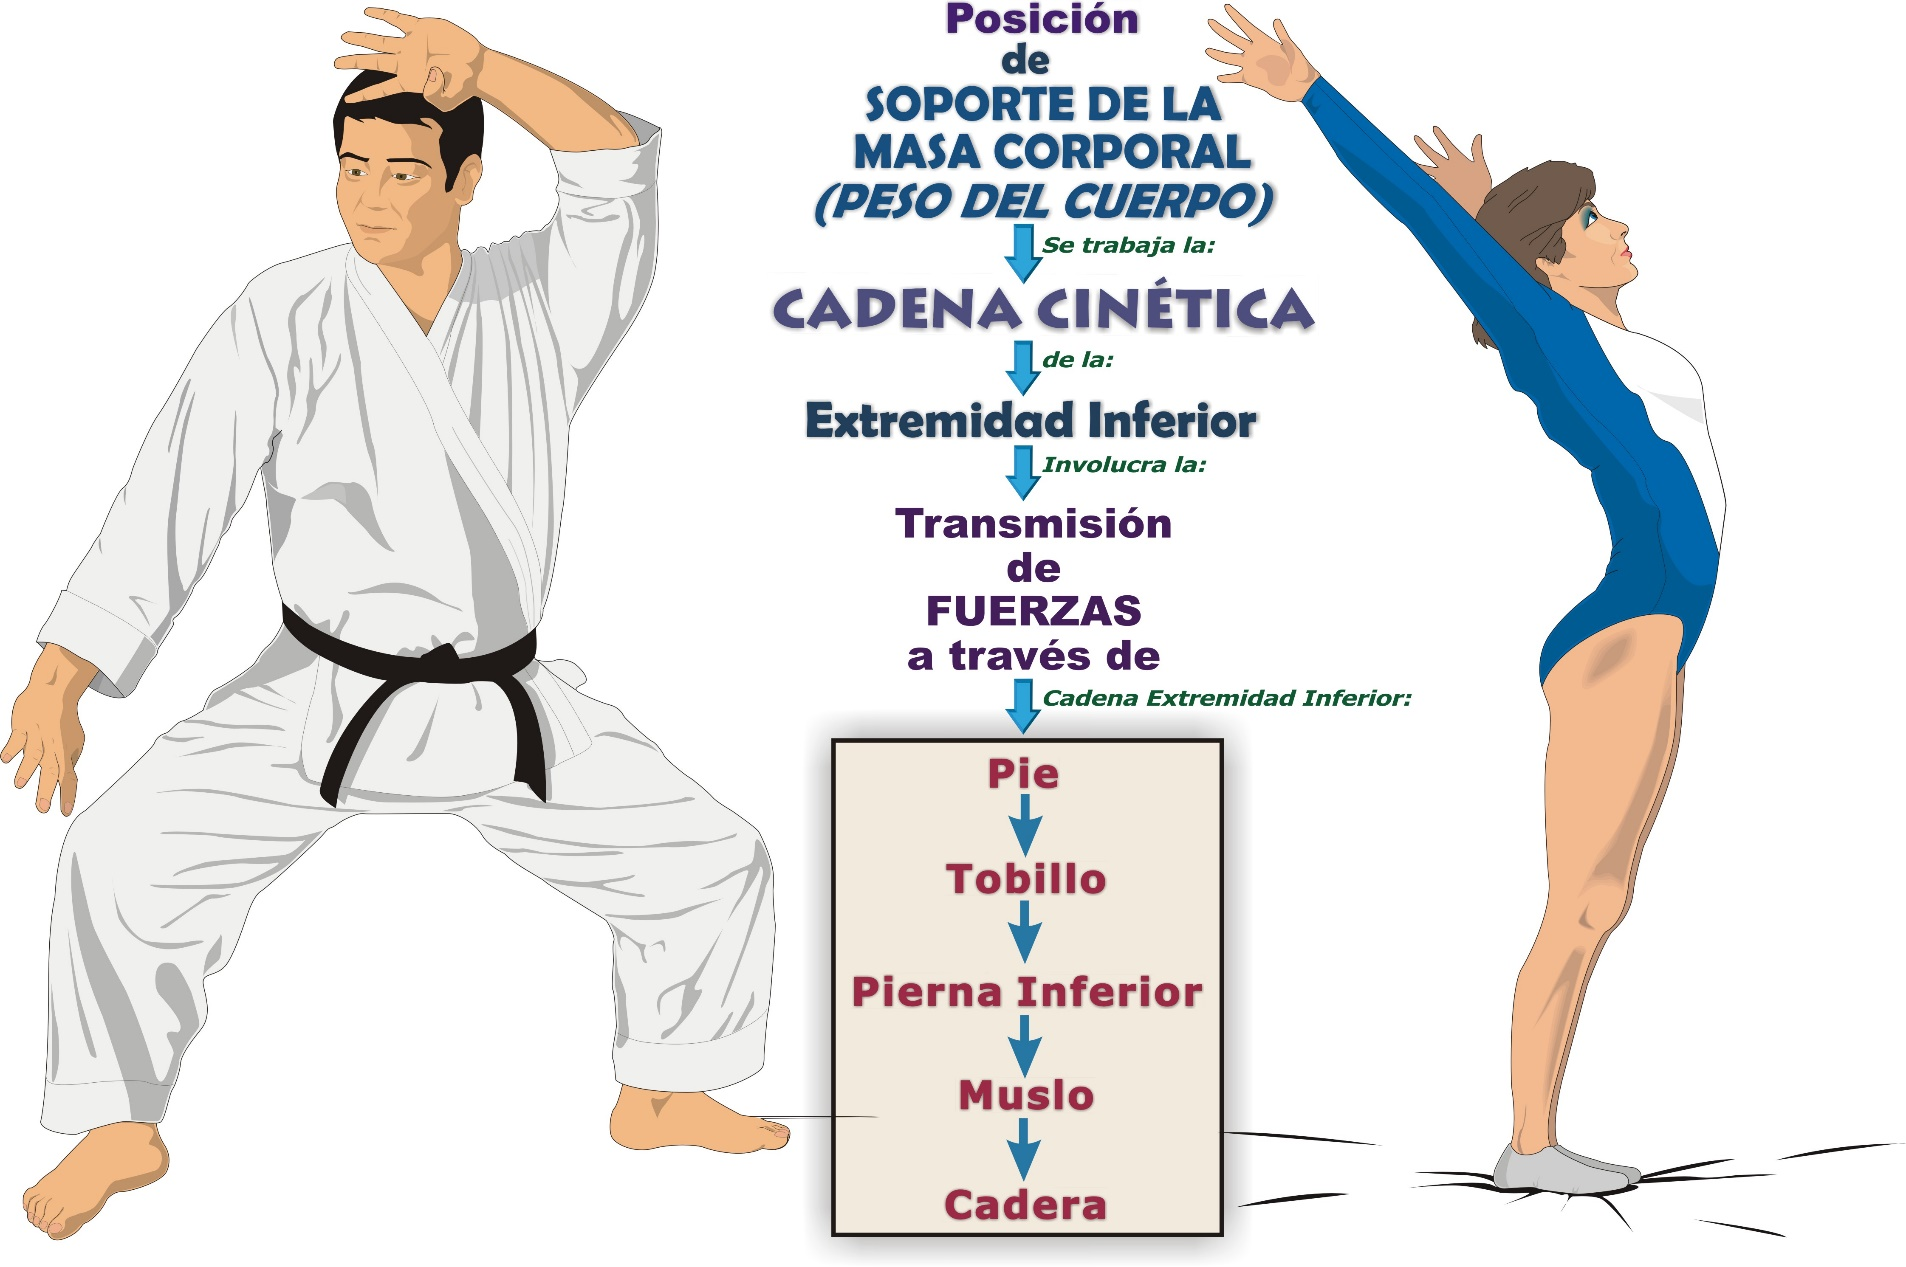 Posición
de
SOPORTE DE LA
MASA CORPORAL
(PESO DEL CUERPO)
Se trabaja la:
CADENA CINÉTICA
de la:
Extremidad Inferior
Involucra la:
Transmisión
de
FUERZAS
a través de
Cadena Extremidad Inferior:
Pie
Tobillo
Pierna Inferior
Muslo
Cadera